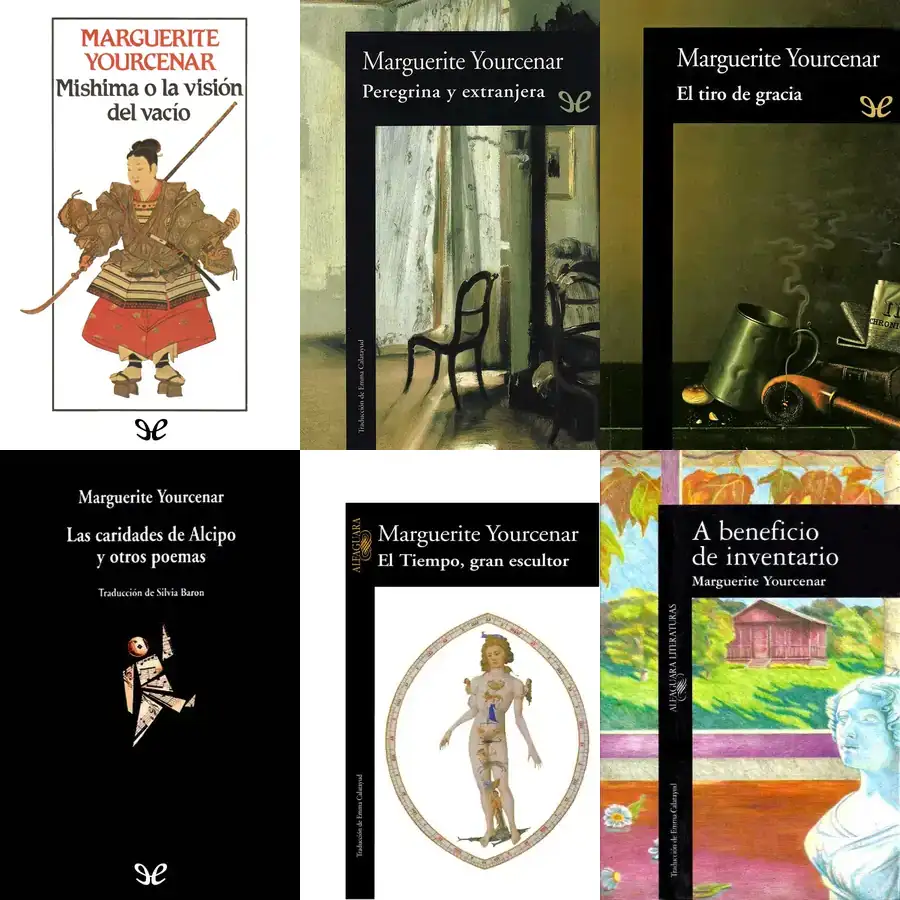 MARGUERITE
YOURCENAR
Mishima o la visión
del vacío
Marguerite Yourcenar
Peregrina y extranjera
Traducción de Emma Calatayud
Marguerite Yourcenar
El tiro de gracia
Marguerite Yourcenar
Las caridades de Alcipo
y otros poemas
Traducción de Silvia Baron
ALFAGUARA
Marguerite Yourcenar
El Tiempo, gran escultor
Traducción de Emma Calatayud
A beneficio
de inventario
Marguerite Yourcenar
ALFAGUARA LITERATURAS
Traducción de Emma Calatayud